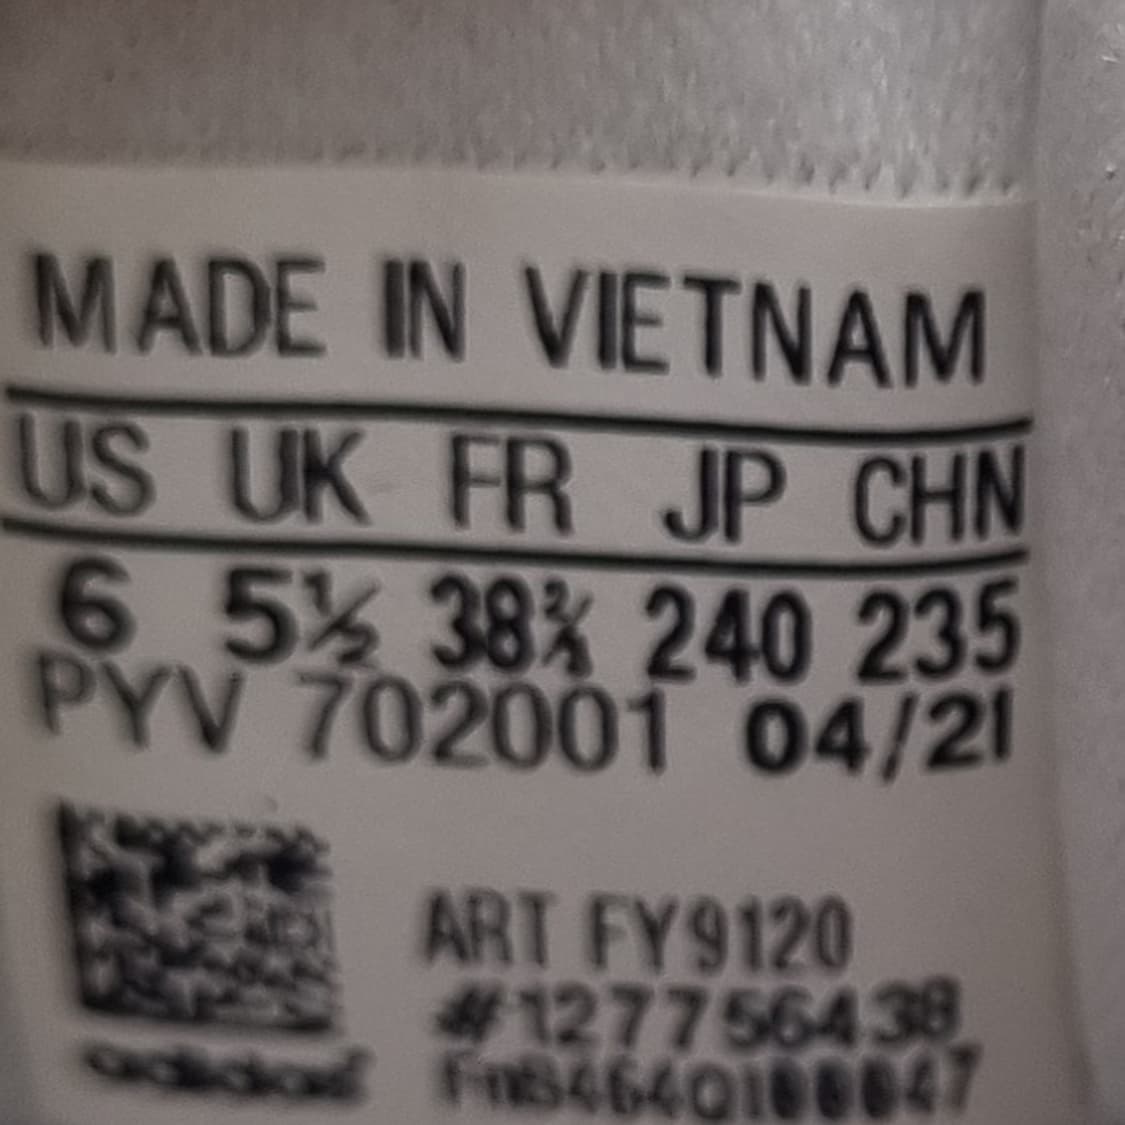 MADE IN VIETNAM
US UK FR JP CHN
6 5½ 38⅔ 240 235
PYV 702001 04/21
ART FY9120
#127756438
adidas